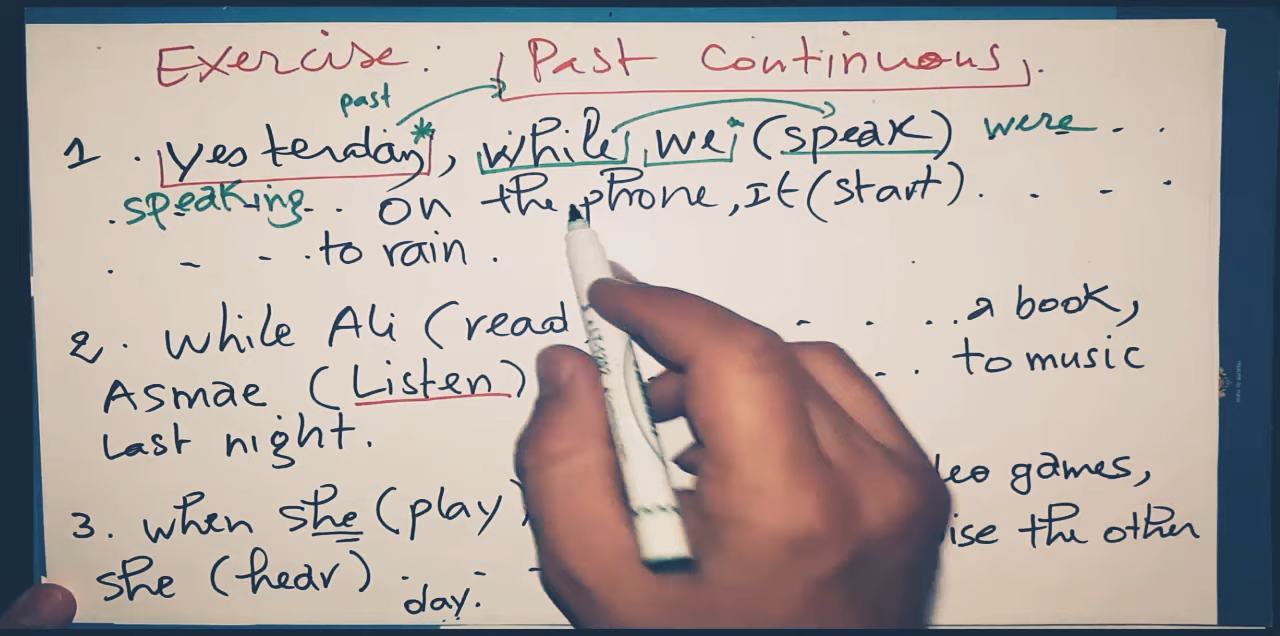 Exercise: Past Continuous.
past
1. Yesterday*, while we (speak) were . .
.speaking. . . on the phone, It (start). . - .
. - - . to rain.
2. While Ali (read . - . . . a book,
Asmae (Listen) . . to music
Last night.
3. when she (play) games,
she (hear) . - - the other
day.